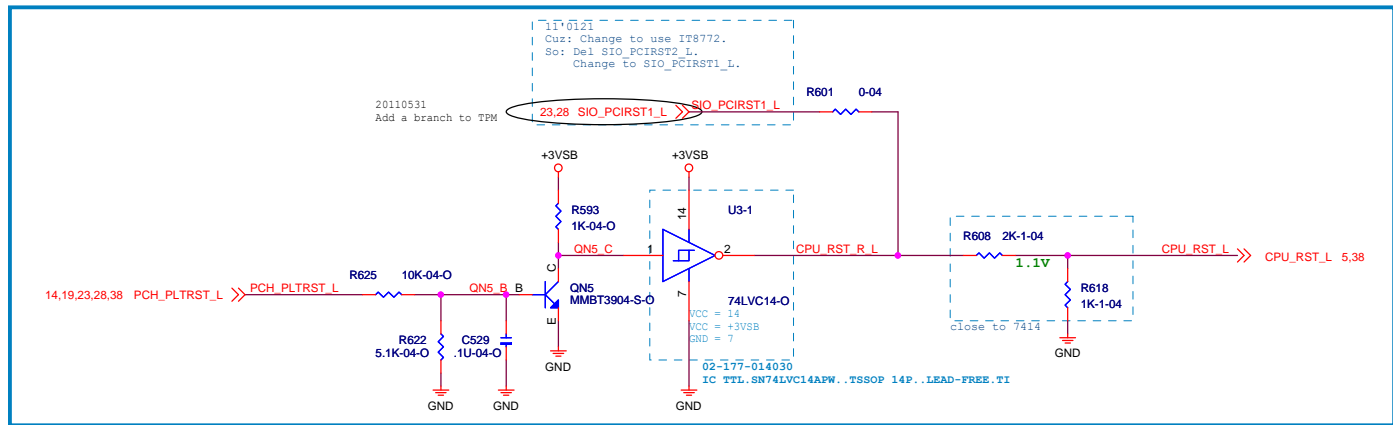 11'0121
Cuz: Change to use IT8772.
So: Del SIO_PCIRST2_L.
Change to SIO_PCIRST1_L.
R601 0-04
20110531
Add a branch to TPM
23,28 SIO_PCIRST1_L
SIO_PCIRST1_L
+3VSB
+3VSB
R593
1K-04-O
14
U3-1
QN5_C
1
2
CPU_RST_R_L
R608 2K-1-04
1.1V
CPU_RST_L
CPU_RST_L 5,38
14,19,23,28,38 PCH_PLTRST_L
PCH_PLTRST_L
R625 10K-04-O
QN5_B
B
C
E
QN5
MMBT3904-S-O
7
74LVC14-O
VCC = 14
VCC = +3VSB
GND = 7
R618
1K-1-04
close to 7414
R622
5.1K-04-O
C529
.1U-04-O
GND
GND
02-177-014030
IC TTL.SN74LVC14APW..TSSOP 14P..LEAD-FREE.TI
GND
GND
GND